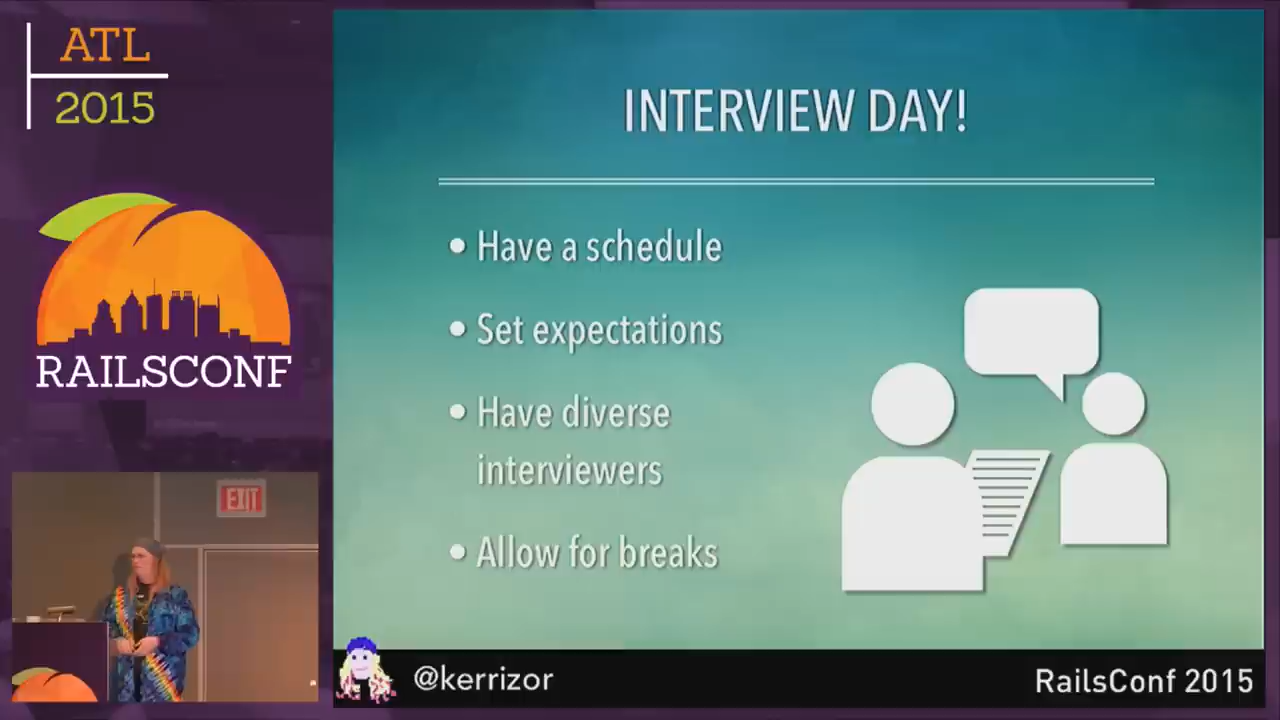 ATL
2015
RAILSCONF
EXIT
INTERVIEW DAY!
• Have a schedule
• Set expectations
• Have diverse
interviewers
• Allow for breaks
@kerrizor
RailsConf 2015